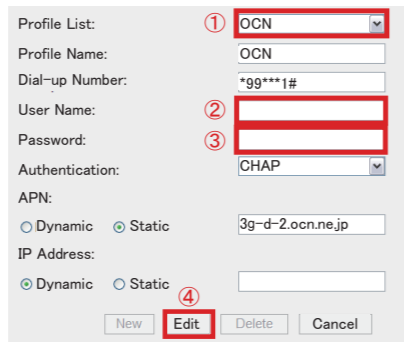 Profile List: ① OCN
Profile Name: OCN
Dial-up Number: *99***1#
User Name: ②
Password: ③
Authentication: CHAP
APN:
Dynamic Static 3g-d-2.ocn.ne.jp
IP Address:
Dynamic Static
④
New Edit Delete Cancel